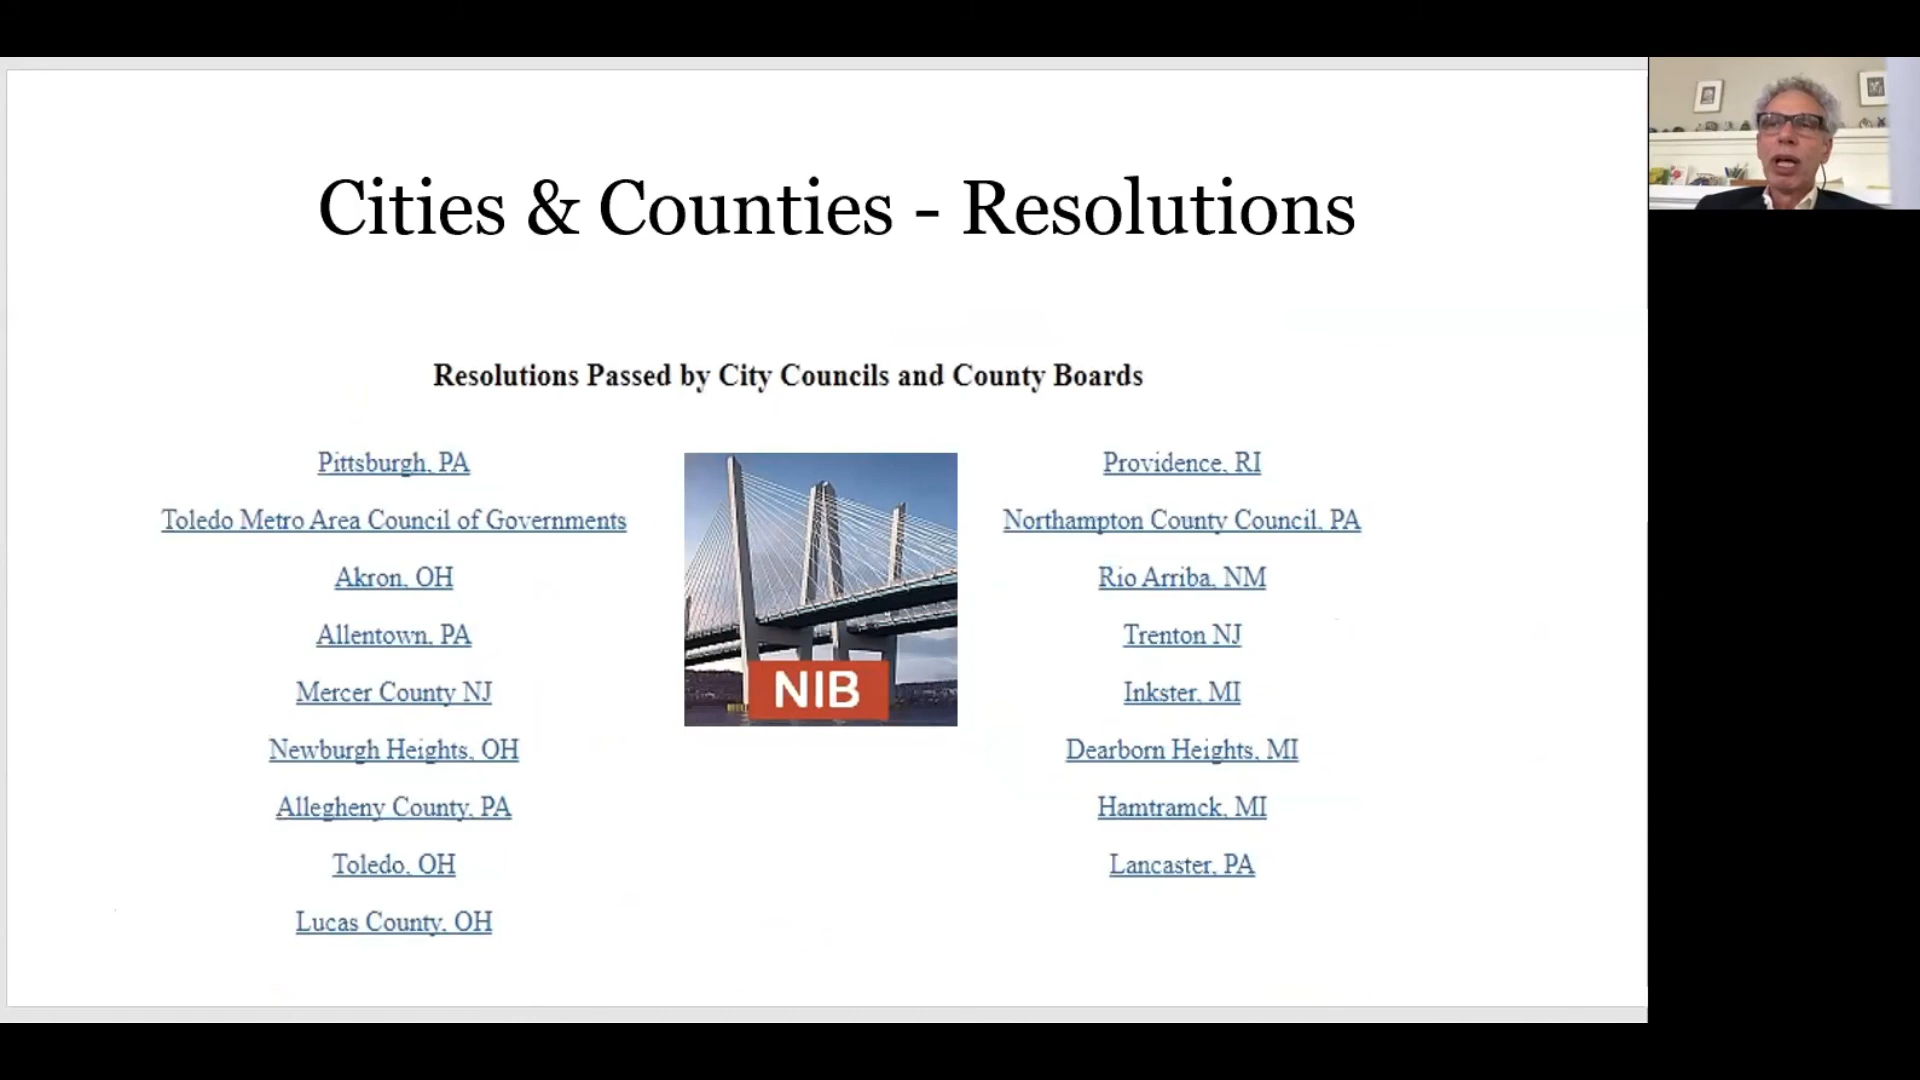 Cities & Counties - Resolutions
Resolutions Passed by City Councils and County Boards
Pittsburgh, PA
Toledo Metro Area Council of Governments
Akron, OH
Allentown, PA
Mercer County NJ
Newburgh Heights, OH
Allegheny County, PA
Toledo, OH
Lucas County, OH
NIB
Providence, RI
Northampton County Council, PA
Rio Arriba, NM
Trenton NJ
Inkster, MI
Dearborn Heights, MI
Hamtramck, MI
Lancaster, PA